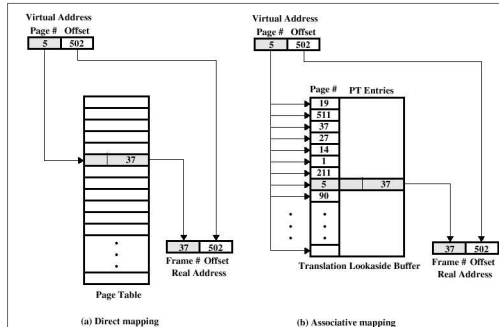 Virtual Address
Page # Offset
5 502
37
37 502
Frame # Offset
Real Address
Page Table
(a) Direct mapping
Virtual Address
Page # Offset
5 502
Page # PT Entries
19
511
37
27
14
1
211
5 37
90
37 502
Frame # Offset
Real Address
Translation Lookaside Buffer
(b) Associative mapping